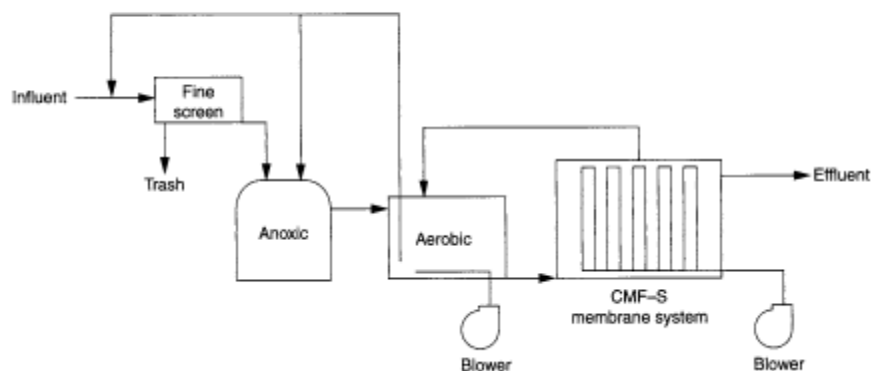 Influent
Fine
screen
Trash
Anoxic
Aerobic
Blower
CMF–S
membrane system
Effluent
Blower